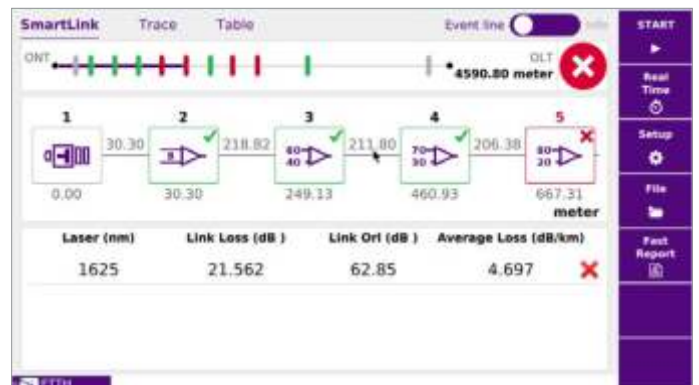 SmartLink Trace Table Event line
START
ONT
OLT
4590.80 meter
Real
Time
1 2 3 4 5
Setup
30.30 218.82 211.80 206.38
60
40
70
30
80
20
File
0.00 30.30 249.13 460.93 667.31
meter
Fast
Report
Laser (nm) Link Loss (dB ) Link Orl (dB ) Average Loss (dB/km)
1625 21.562 62.85 4.697
FTTH